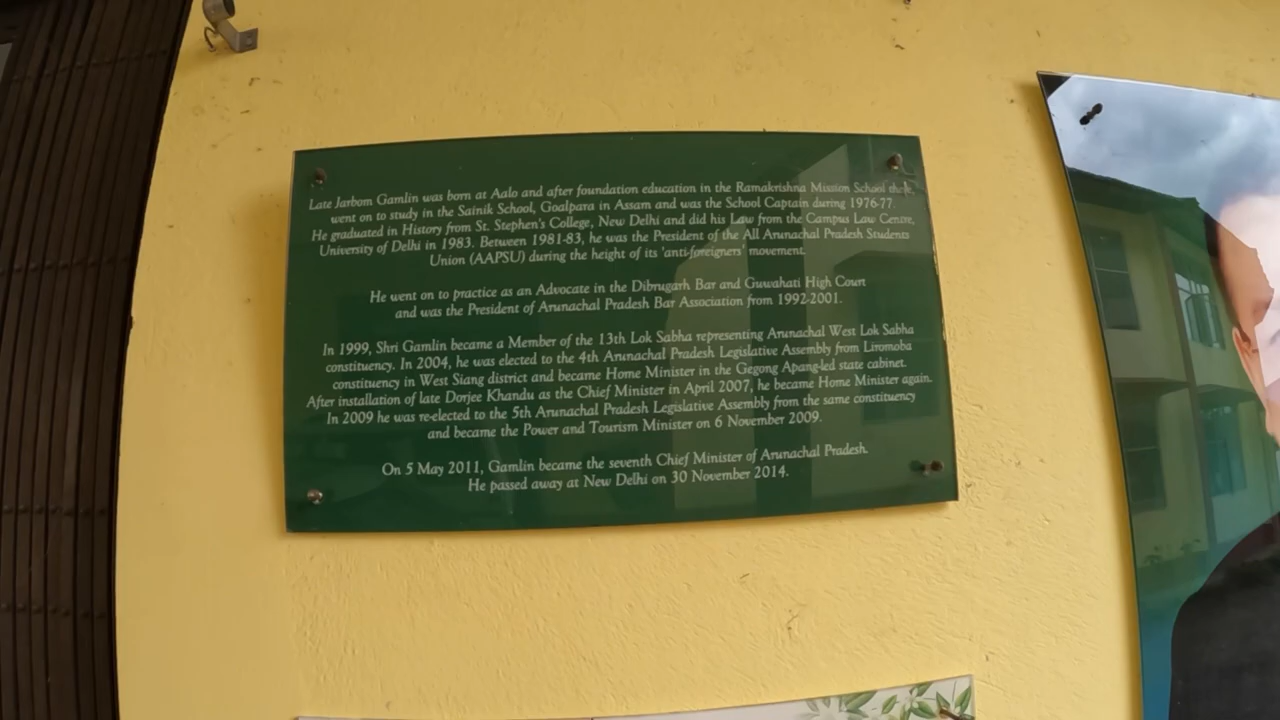 Late Jarbom Gamlin was born at Aalo and after foundation education in the Ramakrishna Mission School there,
went on to study in the Sainik School, Goalpara in Assam and was the School Captain during 1976-77.
He graduated in History from St. Stephen's College, New Delhi and did his Law from the Campus Law Centre,
University of Delhi in 1983. Between 1981-83, he was the President of the All Arunachal Pradesh Students
Union (AAPSU) during the height of its 'anti-foreigners' movement.
He went on to practice as an Advocate in the Dibrugarh Bar and Guwahati High Court
and was the President of Arunachal Pradesh Bar Association from 1992-2001.
In 1999, Shri Gamlin became a Member of the 13th Lok Sabha representing Arunachal West Lok Sabha
constituency. In 2004, he was elected to the 4th Arunachal Pradesh Legislative Assembly from Liromoba
constituency in West Siang district and became Home Minister in the Gegong Apang-led state cabinet.
After installation of late Dorjee Khandu as the Chief Minister in April 2007, he became Home Minister again.
In 2009 he was re-elected to the 5th Arunachal Pradesh Legislative Assembly from the same constituency
and became the Power and Tourism Minister on 6 November 2009.
On 5 May 2011, Gamlin became the seventh Chief Minister of Arunachal Pradesh.
He passed away at New Delhi on 30 November 2014.